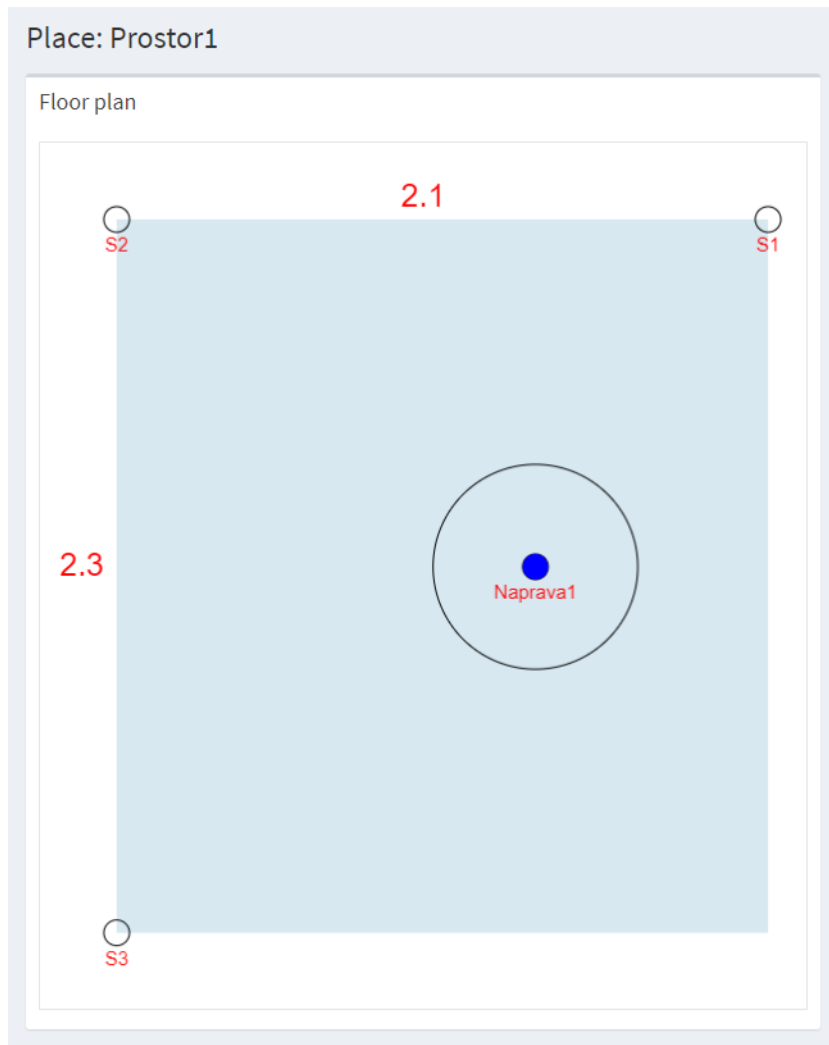 Place: Prostor1
Floor plan
2.1
S2
S1
2.3
Naprava1
S3